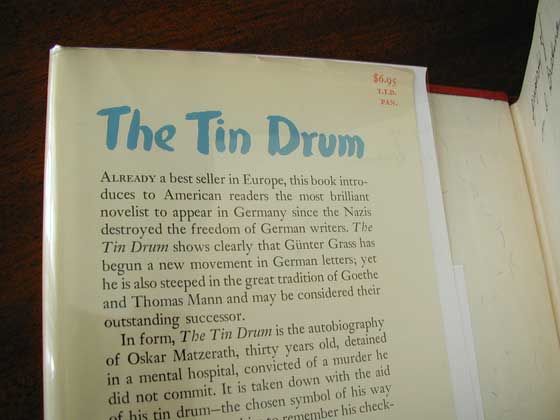 $6.95
T.T.D.
PAN.
The Tin Drum
ALREADY a best seller in Europe, this book intro-
duces to American readers the most brilliant
novelist to appear in Germany since the Nazis
destroyed the freedom of German writers. The
Tin Drum shows clearly that Günter Grass has
begun a new movement in German letters; yet
he is also steeped in the great tradition of Goethe
and Thomas Mann and may be considered their
outstanding successor.
In form, The Tin Drum is the autobiography
of Oskar Matzerath, thirty years old, detained
in a mental hospital, convicted of a murder he
did not commit. It is taken down with the aid
of his tin drum—the chosen symbol of his way
to remember his check-